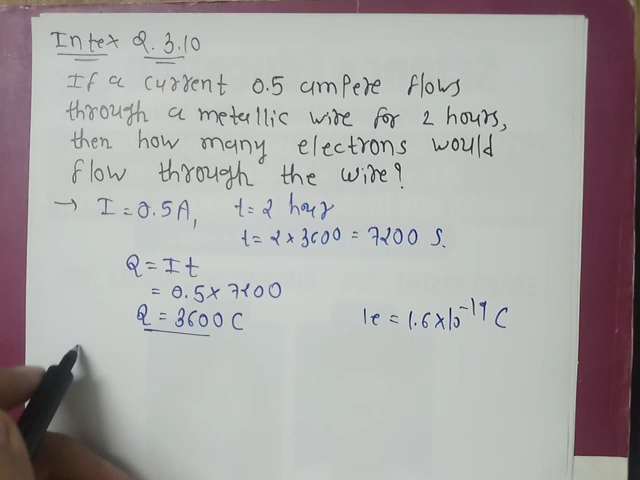 Intex Q.3.10
If a current 0.5 ampere flows
through a metallic wire for 2 hours,
then how many electrons would
flow through the wire?
→ I = 0.5A, t = 2 hour
t = 2 × 3600 = 7200 S.
Q = It
= 0.5 × 7200
Q = 3600 C
1e = 1.6 × 10⁻¹⁹ C